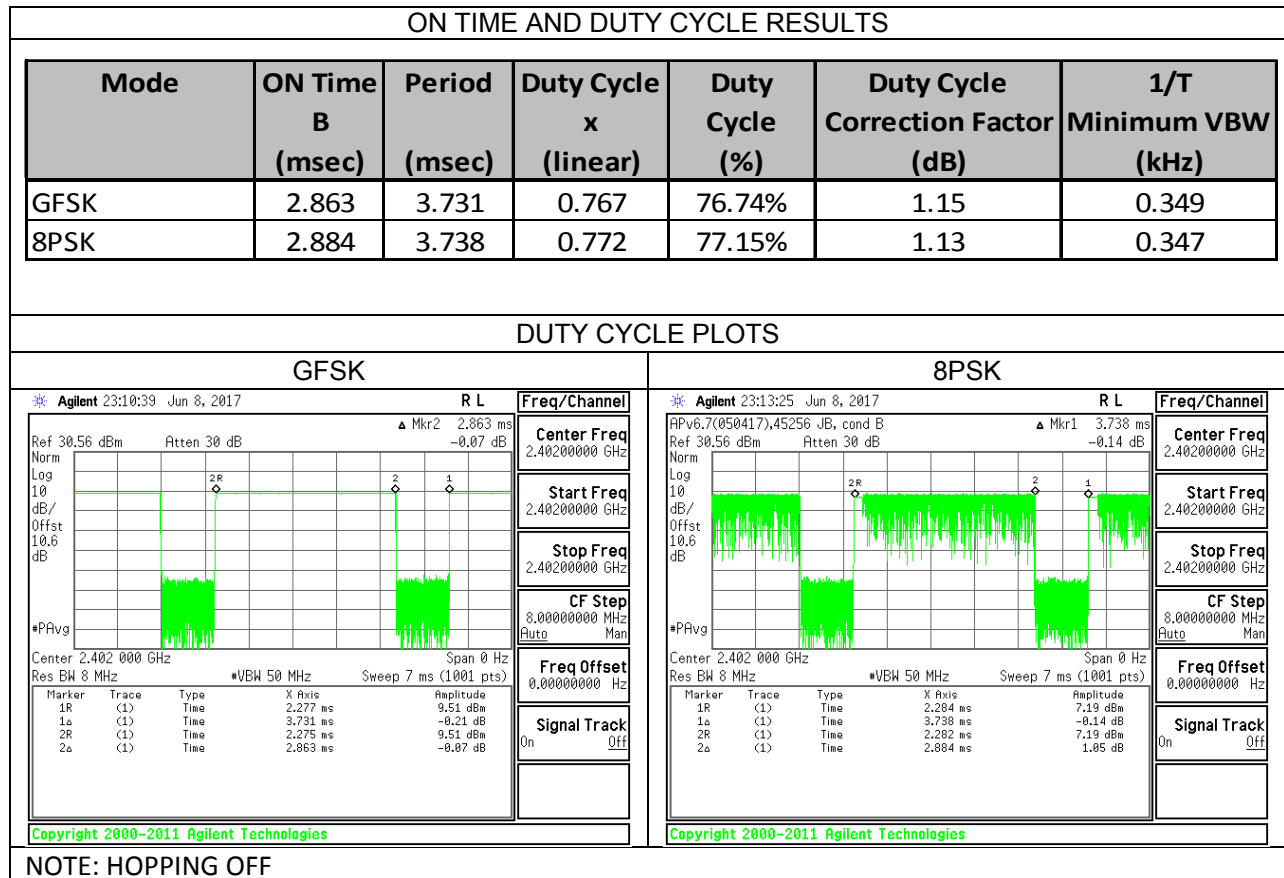 ON TIME AND DUTY CYCLE RESULTS
Mode ON Time Period Duty Cycle Duty Duty Cycle 1/T
B x Cycle Correction Factor Minimum VBW
(msec) (msec) (linear) (%) (dB) (kHz)
GFSK 2.863 3.731 0.767 76.74% 1.15 0.349
8PSK 2.884 3.738 0.772 77.15% 1.13 0.347
DUTY CYCLE PLOTS
GFSK
Agilent 23:10:39 Jun 8, 2017 R L
▵ Mkr2 2.863 ms
Ref 30.56 dBm Atten 30 dB -0.07 dB
Norm
Log
10
dB/
Offst
10.6
dB
2R
2
1
#PAvg
Center 2.402 000 GHz Span 0 Hz
Res BW 8 MHz #VBW 50 MHz Sweep 7 ms (1001 pts)
Marker Trace Type X Axis Amplitude
1R (1) Time 2.277 ms 9.51 dBm
1▵ (1) Time 3.731 ms -0.21 dB
2R (1) Time 2.275 ms 9.51 dBm
2▵ (1) Time 2.863 ms -0.07 dB
Copyright 2000-2011 Agilent Technologies
Freq/Channel
Center Freq
2.40200000 GHz
Start Freq
2.40200000 GHz
Stop Freq
2.40200000 GHz
CF Step
8.00000000 MHz
Auto Man
Freq Offset
0.00000000 Hz
Signal Track
On Off
8PSK
Agilent 23:13:25 Jun 8, 2017 R L
APv6.7(050417),45256 JB, cond B ▵ Mkr1 3.738 ms
Ref 30.56 dBm Atten 30 dB -0.14 dB
Norm
Log
10
dB/
Offst
10.6
dB
2R
2
1
#PAvg
Center 2.402 000 GHz Span 0 Hz
Res BW 8 MHz #VBW 50 MHz Sweep 7 ms (1001 pts)
Marker Trace Type X Axis Amplitude
1R (1) Time 2.284 ms 7.19 dBm
1▵ (1) Time 3.738 ms -0.14 dB
2R (1) Time 2.282 ms 7.19 dBm
2▵ (1) Time 2.884 ms 1.05 dB
Copyright 2000-2011 Agilent Technologies
Freq/Channel
Center Freq
2.40200000 GHz
Start Freq
2.40200000 GHz
Stop Freq
2.40200000 GHz
CF Step
8.00000000 MHz
Auto Man
Freq Offset
0.00000000 Hz
Signal Track
On Off
NOTE: HOPPING OFF